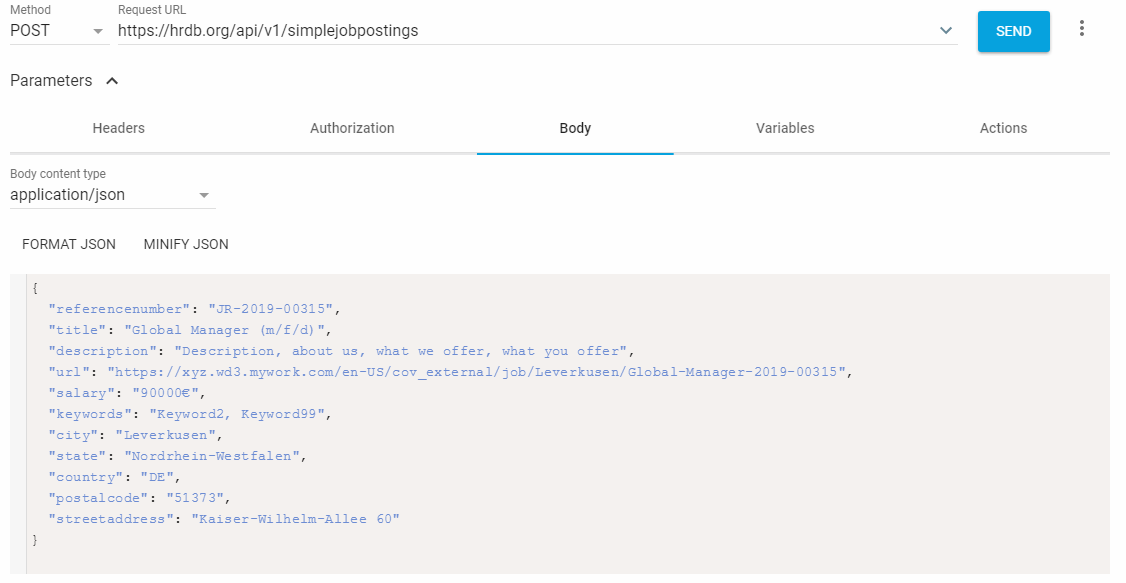 Method
Request URL
POST
https://hrdb.org/api/v1/simplejobpostings
SEND
Parameters
Headers
Authorization
Body
Variables
Actions
Body content type
application/json
FORMAT JSON
MINIFY JSON
{
"referencenumber": "JR-2019-00315",
"title": "Global Manager (m/f/d)",
"description": "Description, about us, what we offer, what you offer",
"url": "https://xyz.wd3.mywork.com/en-US/cov_external/job/Leverkusen/Global-Manager-2019-00315",
"salary": "90000€",
"keywords": "Keyword2, Keyword99",
"city": "Leverkusen",
"state": "Nordrhein-Westfalen",
"country": "DE",
"postalcode": "51373",
"streetaddress": "Kaiser-Wilhelm-Allee 60"
}